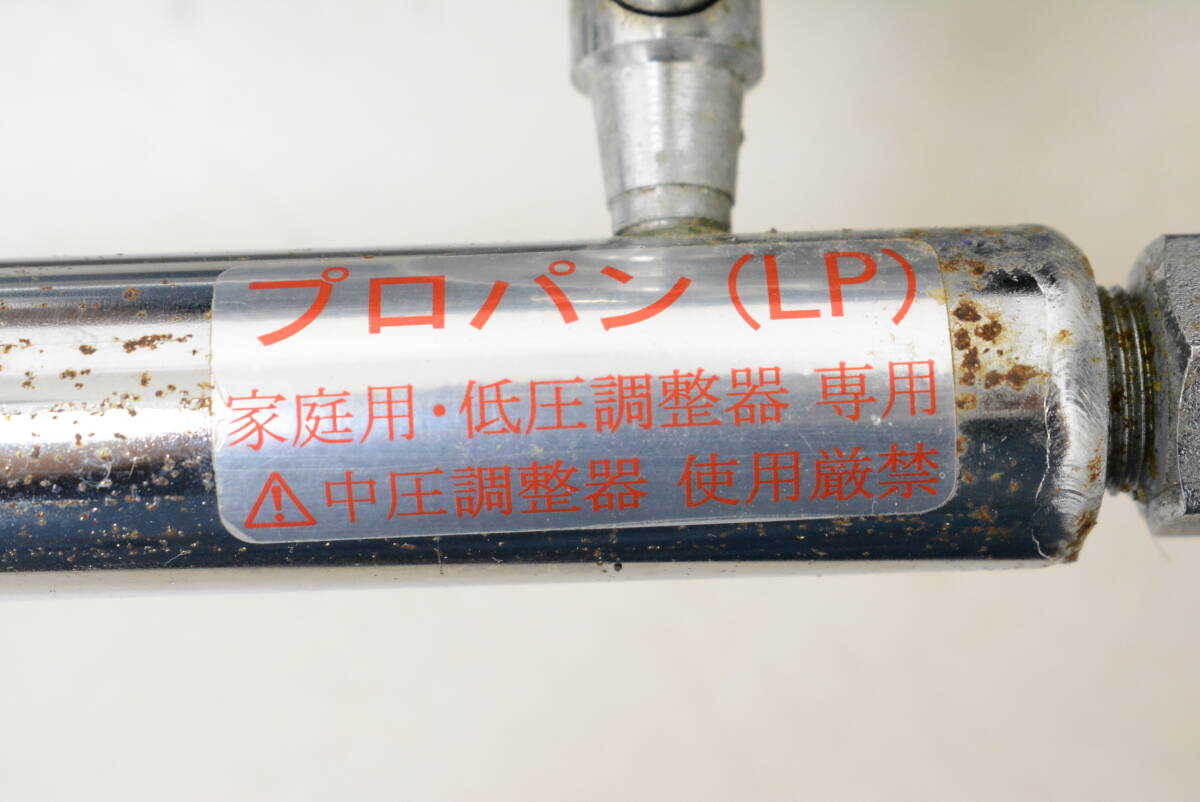 プロパン(LP)
家庭用・低圧調整器 専用
⚠中圧調整器 使用厳禁